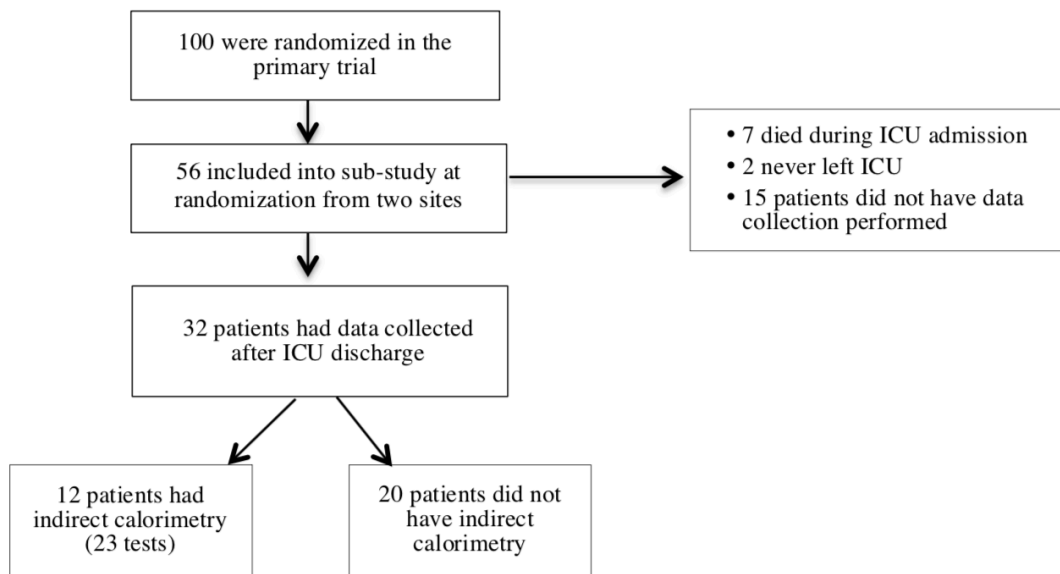 100 were randomized in the
primary trial
56 included into sub-study at
randomization from two sites
• 7 died during ICU admission
• 2 never left ICU
• 15 patients did not have data
collection performed
32 patients had data collected
after ICU discharge
12 patients had
indirect calorimetry
(23 tests)
20 patients did not
have indirect
calorimetry